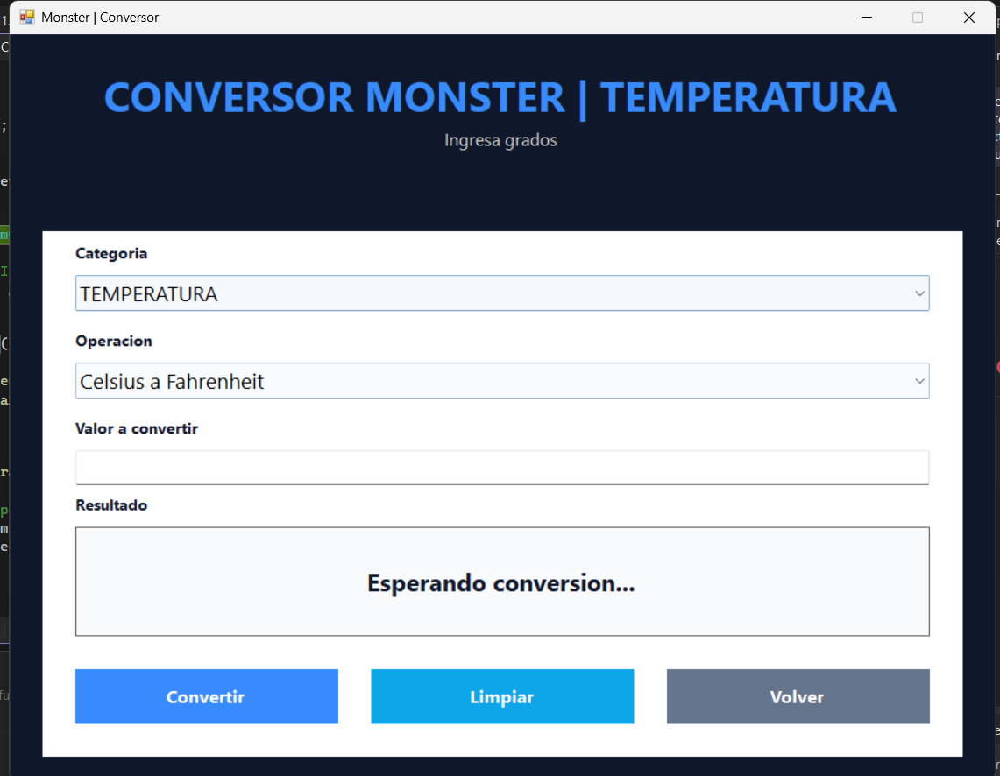 Monster | Conversor
CONVERSOR MONSTER | TEMPERATURA
Ingresa grados
Categoria
TEMPERATURA
Operacion
Celsius a Fahrenheit
Valor a convertir
Resultado
Esperando conversion...
Convertir
Limpiar
Volver